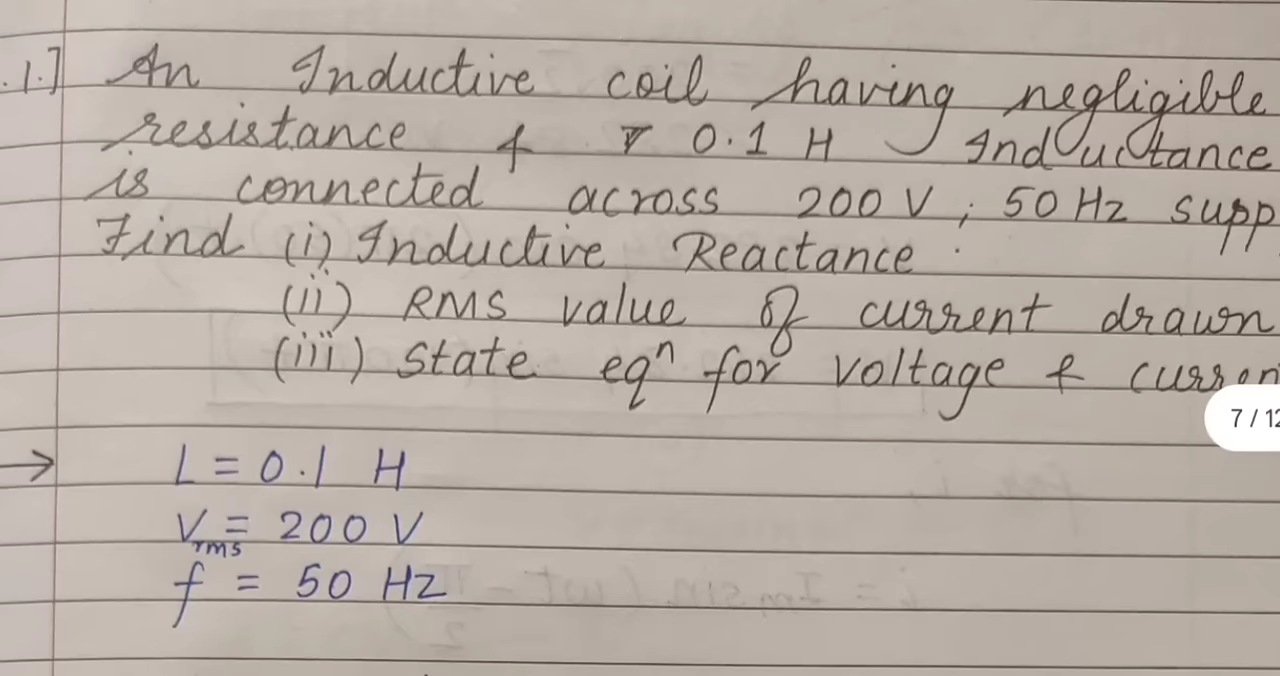 1.] An Inductive coil having negligible
resistance & 0.1 H Inductance
is connected across 200 V, 50 Hz supp
Find (i) Inductive Reactance.
(ii) RMS value of current drawn
(iii) State eqⁿ for voltage & curren
7 / 12
→ L = 0.1 H
Vrms = 200 V
f = 50 Hz